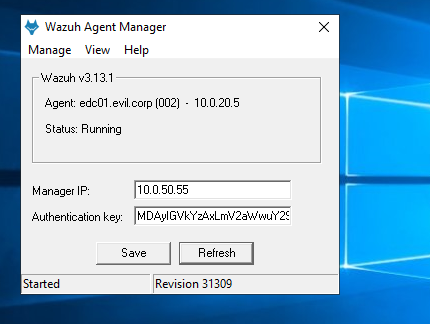 Wazuh Agent Manager
Manage View Help
Wazuh v3.13.1
Agent: edc01.evil.corp (002) - 10.0.20.5
Status: Running
Manager IP: 10.0.50.55
Authentication key:
Save Refresh
Started Revision 31309